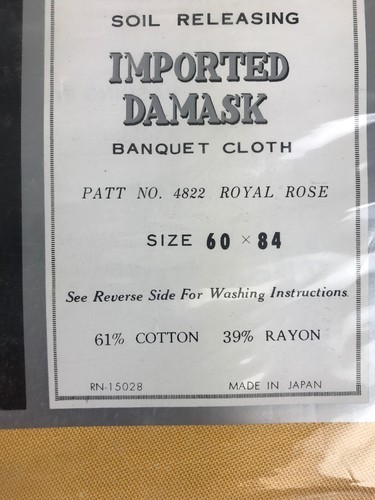 SOIL RELEASING
IMPORTED
DAMASK
BANQUET CLOTH
PATT NO. 4822 ROYAL ROSE
SIZE 60 × 84
See Reverse Side For Washing Instructions.
61% COTTON 39% RAYON
RN-15028 MADE IN JAPAN